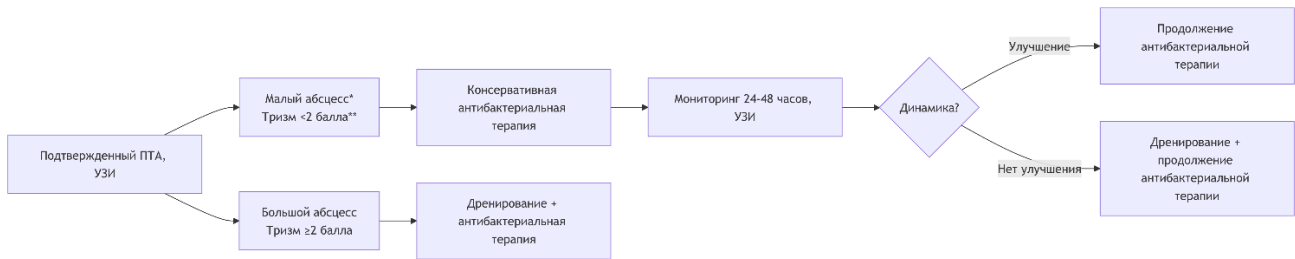 Подтвержденный ПТА,
УЗИ
Малый абсцесс*
Тризм <2 балла**
Консервативная
антибактериальная
терапия
Мониторинг 24-48 часов,
УЗИ
Динамика?
Улучшение
Продолжение
антибактериальной
терапии
Нет улучшения
Дренирование +
продолжение
антибактериальной
терапии
Большой абсцесс
Тризм ≥2 балла
Дренирование +
антибактериальная
терапия